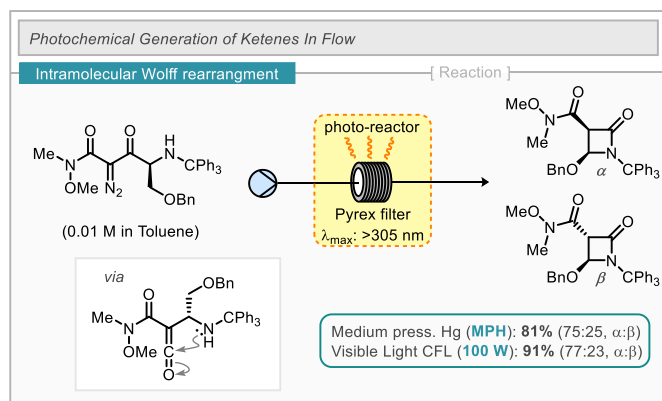 Photochemical Generation of Ketenes In Flow
Intramolecular Wolff rearrangment
[ Reaction ]
O O H
N
Me N CPh₃
OMe N₂ OBn
(0.01 M in Toluene)
photo-reactor
Pyrex filter
λmax: >305 nm
O O
MeO N
Me N
BnO α CPh₃
O O
MeO N
Me N
BnO β CPh₃
via
OBn
O
Me N N CPh₃
OMe C H
O
Medium press. Hg (MPH): 81% (75:25, α:β)
Visible Light CFL (100 W): 91% (77:23, α:β)